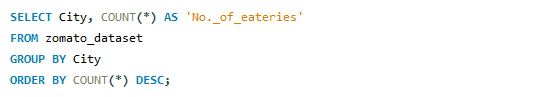 SELECT City, COUNT(*) AS 'No._of_eateries'
FROM zomato_dataset
GROUP BY City
ORDER BY COUNT(*) DESC;